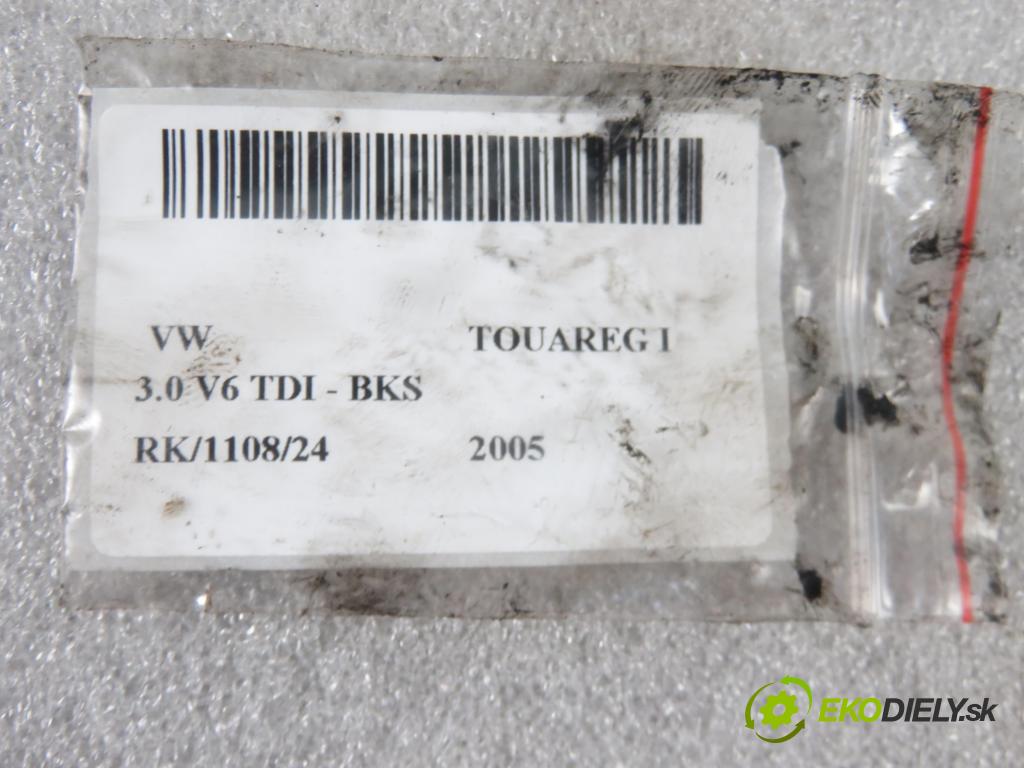 VW TOUAREG I
3.0 V6 TDI - BKS
RK/1108/24 2005
EKODIELY.sk